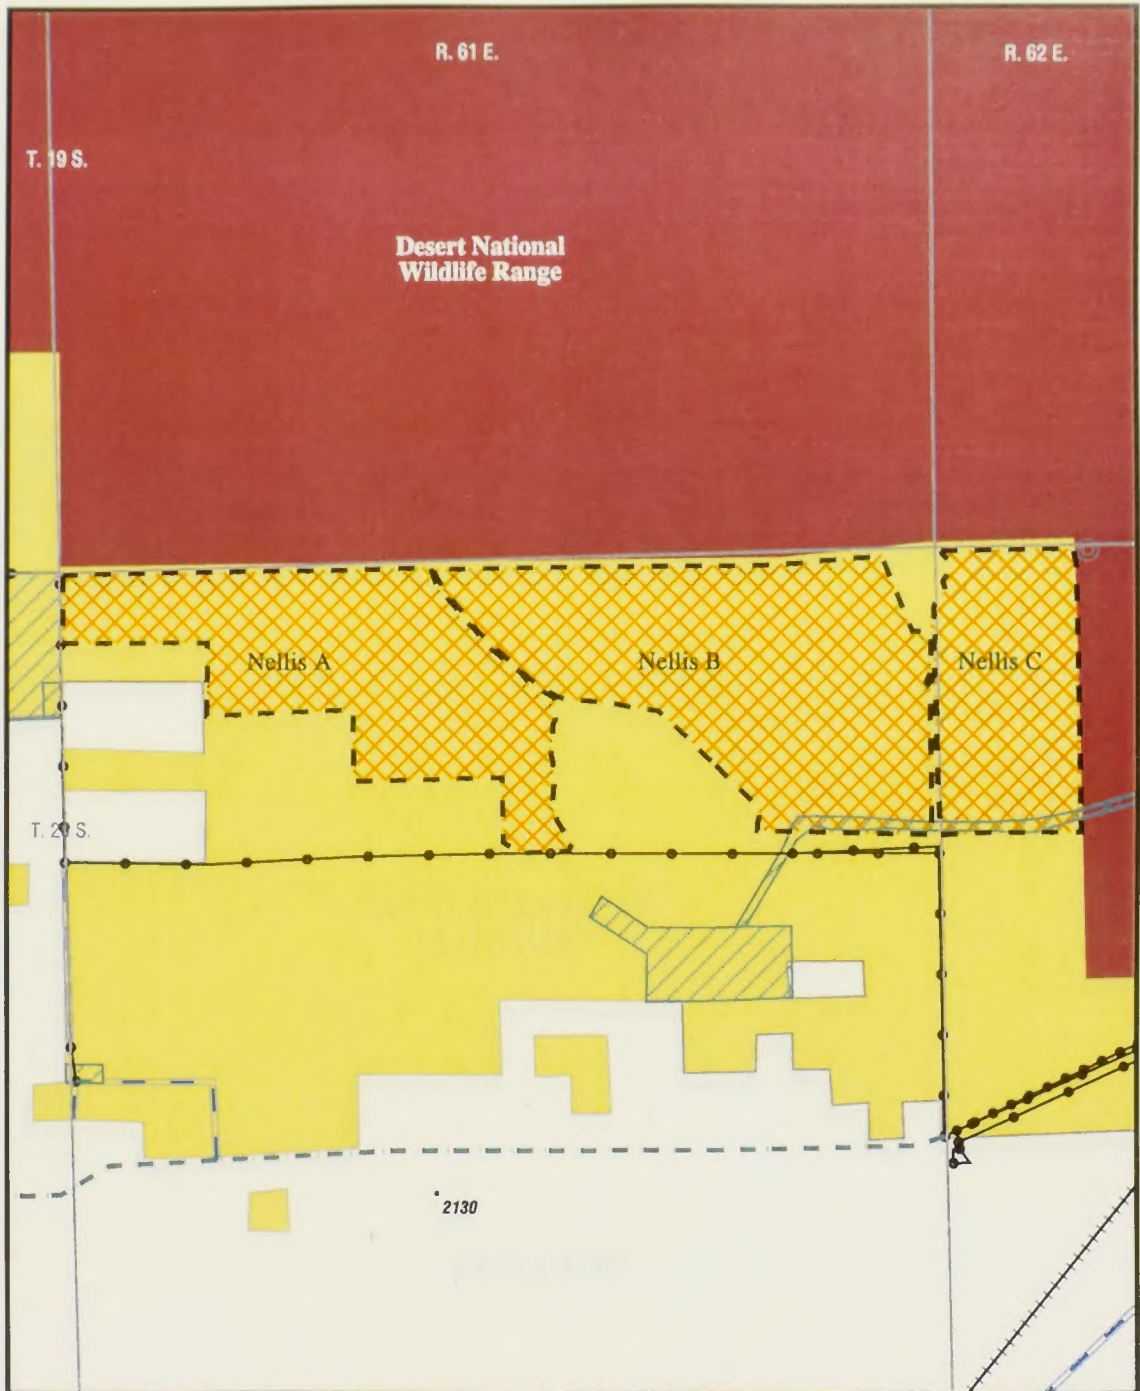 R. 61 E.
R. 62 E.
T. 19 S.
Desert National
Wildlife Range
Nellis A
Nellis B
Nellis C
T. 20 S.
2130